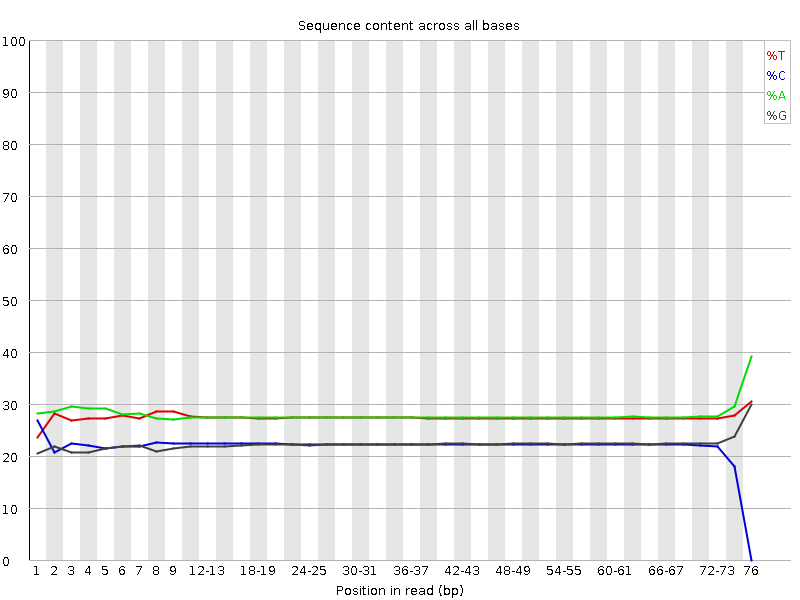 Sequence content across all bases
100
90
80
70
60
50
40
30
20
10
0
%T
%C
%A
%G
1 2 3 4 5 6 7 8 9 12-13 18-19 24-25 30-31 36-37 42-43 48-49 54-55 60-61 66-67 72-73 76
Position in read (bp)